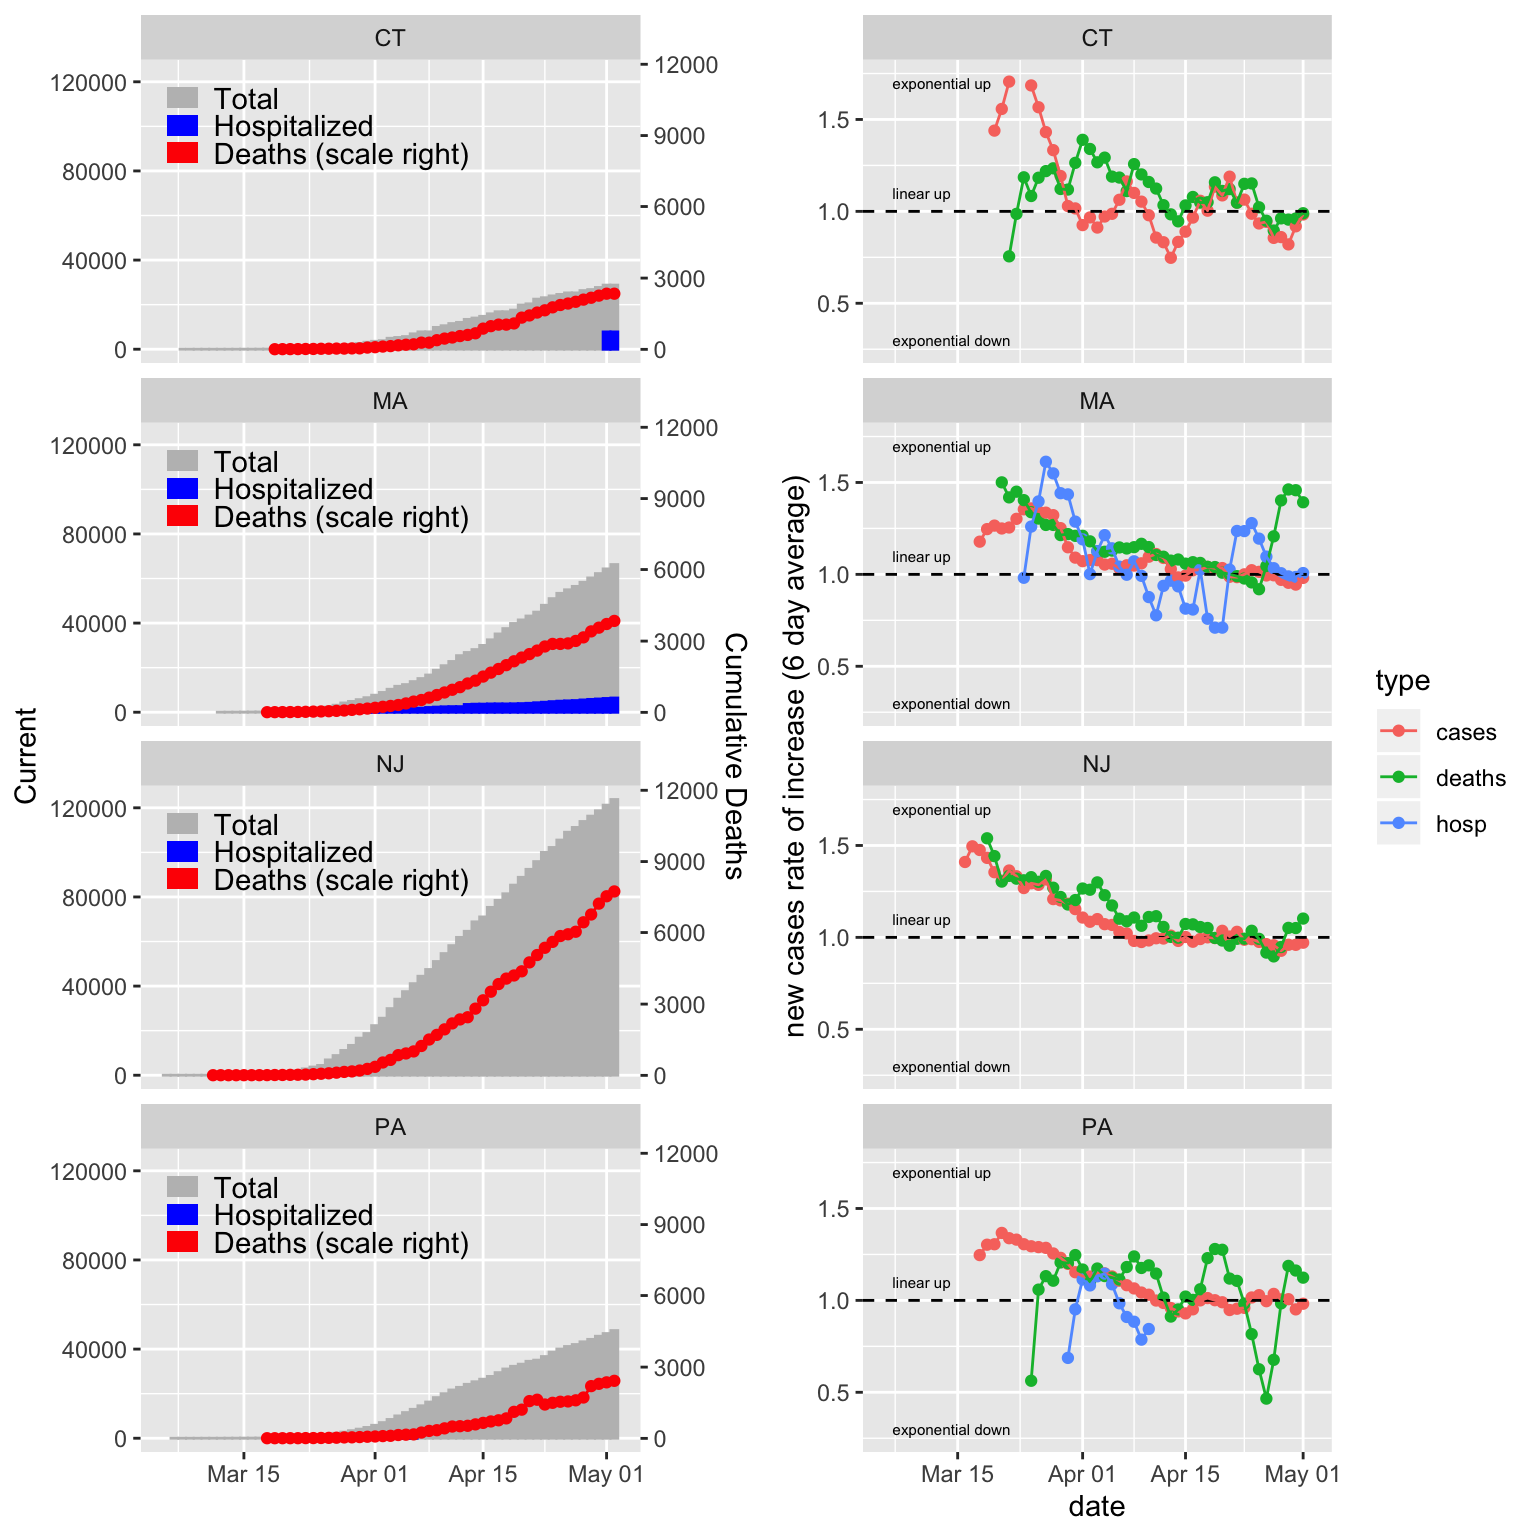 CT
120000
80000
40000
0
Total
Hospitalized
Deaths (scale right)
12000
9000
6000
3000
0
MA
120000
80000
40000
0
Total
Hospitalized
Deaths (scale right)
12000
9000
6000
3000
0
NJ
120000
80000
40000
0
Total
Hospitalized
Deaths (scale right)
12000
9000
6000
3000
0
PA
120000
80000
40000
0
Total
Hospitalized
Deaths (scale right)
12000
9000
6000
3000
0
Mar 15
Apr 01
Apr 15
May 01
Current
Cumulative Deaths
CT
1.5
1.0
0.5
exponential up
linear up
exponential down
MA
1.5
1.0
0.5
exponential up
linear up
exponential down
NJ
1.5
1.0
0.5
exponential up
linear up
exponential down
PA
1.5
1.0
0.5
exponential up
linear up
exponential down
Mar 15
Apr 01
Apr 15
May 01
date
new cases rate of increase (6 day average)
type
cases
deaths
hosp